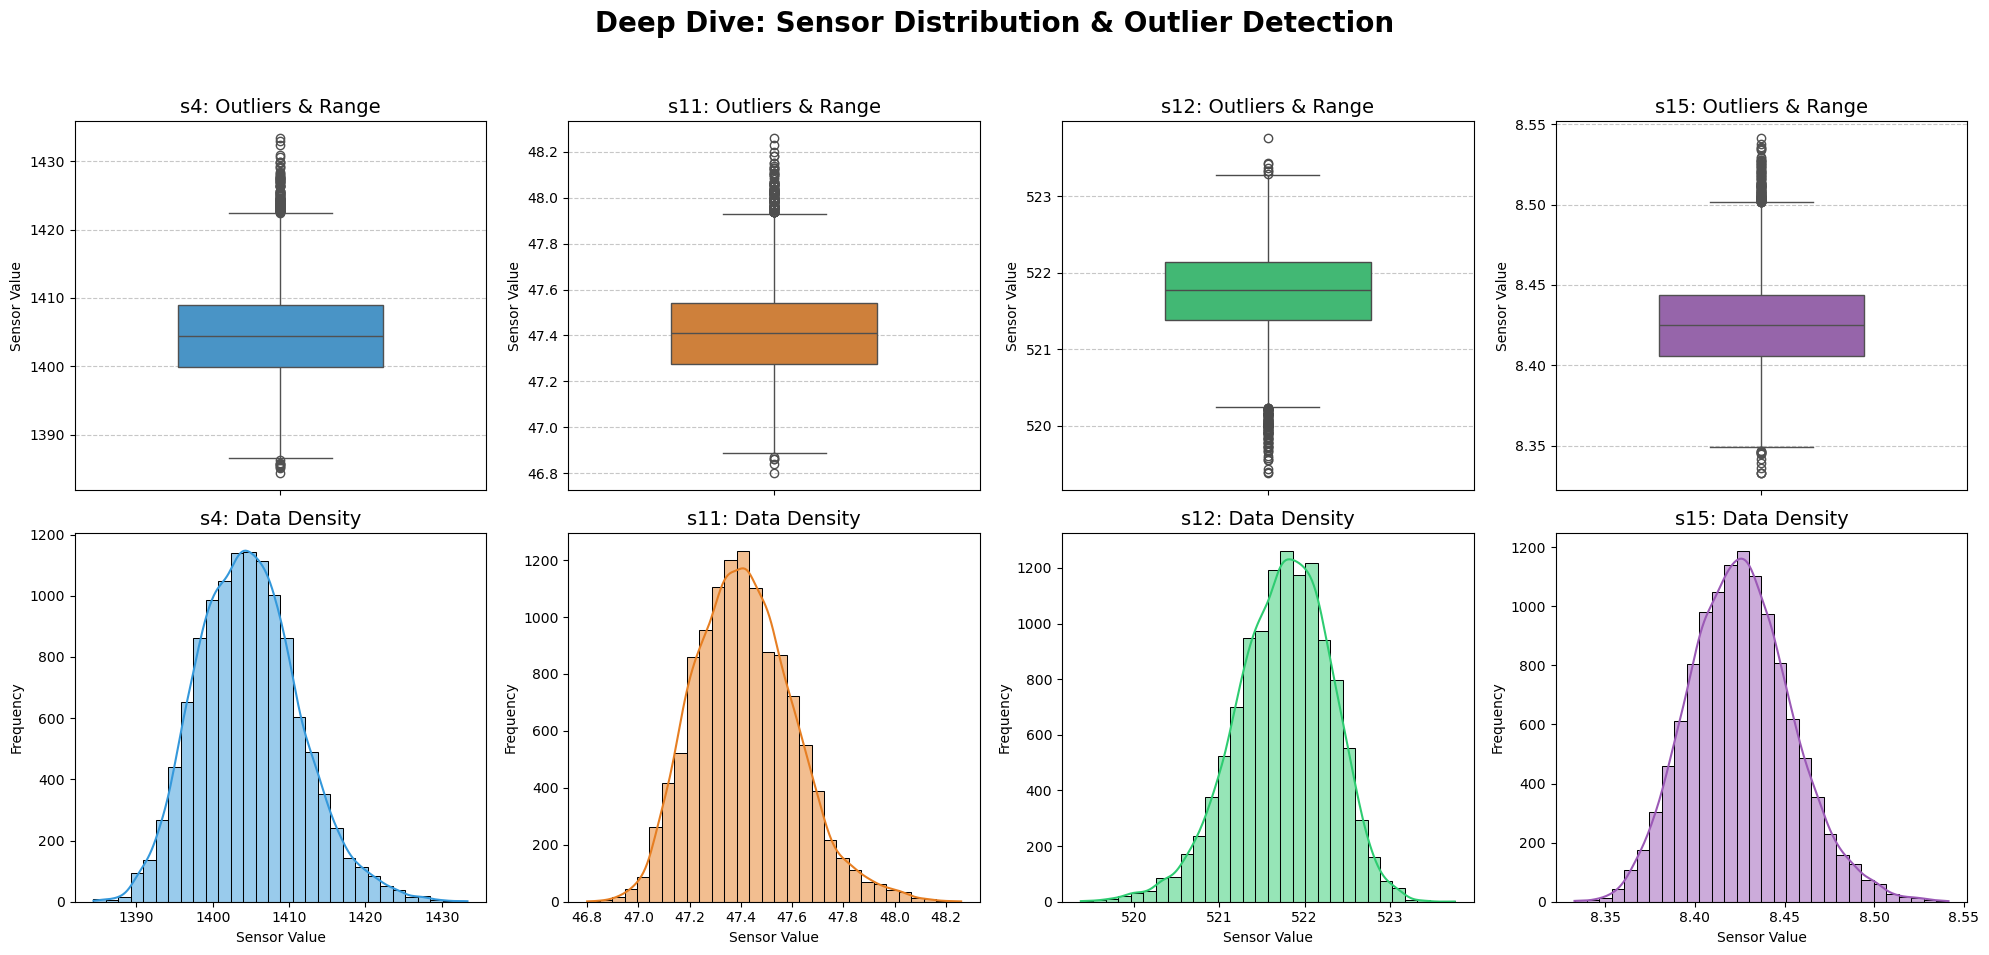 Deep Dive: Sensor Distribution & Outlier Detection
s4: Outliers & Range
Sensor Value
1430
1420
1410
1400
1390
s11: Outliers & Range
Sensor Value
48.2
48.0
47.8
47.6
47.4
47.2
47.0
46.8
s12: Outliers & Range
Sensor Value
523
522
521
520
s15: Outliers & Range
Sensor Value
8.55
8.50
8.45
8.40
8.35
s4: Data Density
Frequency
1200
1000
800
600
400
200
0
1390 1400 1410 1420 1430
Sensor Value
s11: Data Density
Frequency
1200
1000
800
600
400
200
0
46.8 47.0 47.2 47.4 47.6 47.8 48.0 48.2
Sensor Value
s12: Data Density
Frequency
1200
1000
800
600
400
200
0
520 521 522 523
Sensor Value
s15: Data Density
Frequency
1200
1000
800
600
400
200
0
8.35 8.40 8.45 8.50 8.55
Sensor Value